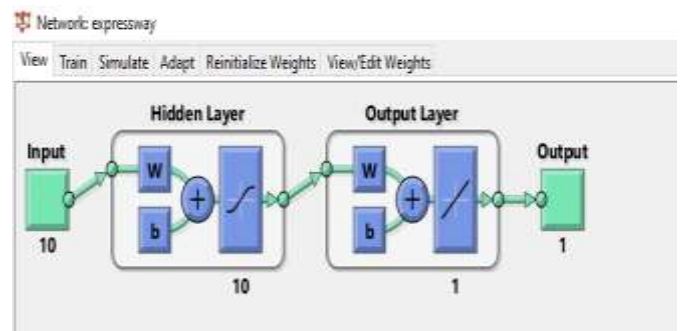 Network: expressway
View Train Simulate Adapt Reinitialize Weights View/Edit Weights
Hidden Layer Output Layer
Input Output
W W
+ +
b b
10 1
10 1